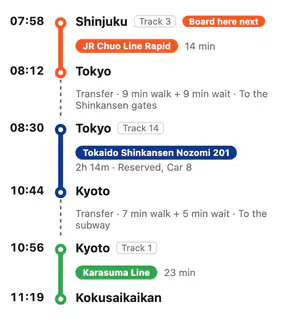 07:58 Shinjuku Track 3 Board here next
JR Chuo Line Rapid 14 min
08:12 Tokyo
Transfer · 9 min walk + 9 min wait · To the
Shinkansen gates
08:30 Tokyo Track 14
Tokaido Shinkansen Nozomi 201
2h 14m · Reserved, Car 8
10:44 Kyoto
Transfer · 7 min walk + 5 min wait · To the
subway
10:56 Kyoto Track 1
Karasuma Line 23 min
11:19 Kokusaikaikan